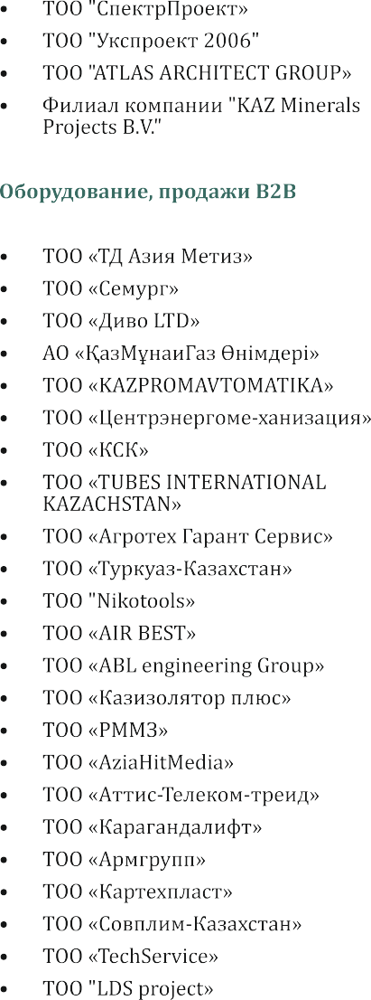 • ТОО "СпектрПроект»
• ТОО "Укспроект 2006"
• ТОО "ATLAS ARCHITECT GROUP»
• Филиал компании "KAZ Minerals
Projects B.V."
Оборудование, продажи B2B
• ТОО «ТД Азия Метиз»
• ТОО «Семург»
• ТОО «Диво LTD»
• АО «ҚазМұнаиГаз Өнімдері»
• ТОО «KAZPROMAVTOMATIKA»
• ТОО «Центрэнергоме-ханизация»
• ТОО «КСК»
• ТОО «TUBES INTERNATIONAL
KAZACHSTAN»
• ТОО «Агротех Гарант Сервис»
• ТОО «Туркуаз-Казахстан»
• ТОО "Nikotools»
• ТОО «AIR BEST»
• ТОО «ABL engineering Group»
• ТОО «Казизолятор плюс»
• ТОО «РММЗ»
• ТОО «AziaHitMedia»
• ТОО «Аттис-Телеком-треид»
• ТОО «Карагандалифт»
• ТОО «Армгрупп»
• ТОО «Картехпласт»
• ТОО «Совплим-Казахстан»
• ТОО «TechService»
• ТОО "LDS project»